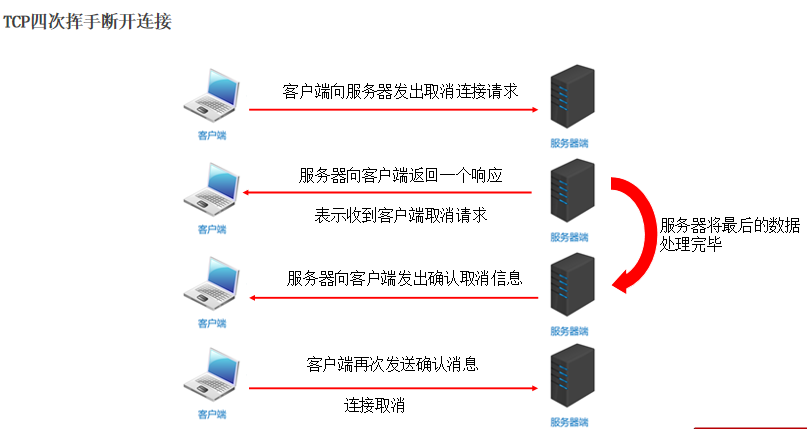 TCP四次挥手断开连接
客户端向服务器发出取消连接请求
客户端
服务器端
服务器向客户端返回一个响应
表示收到客户端取消请求
客户端
服务器端
服务器将最后的数据
处理完毕
服务器向客户端发出确认取消信息
客户端
服务器端
客户端再次发送确认消息
连接取消
客户端
服务器端